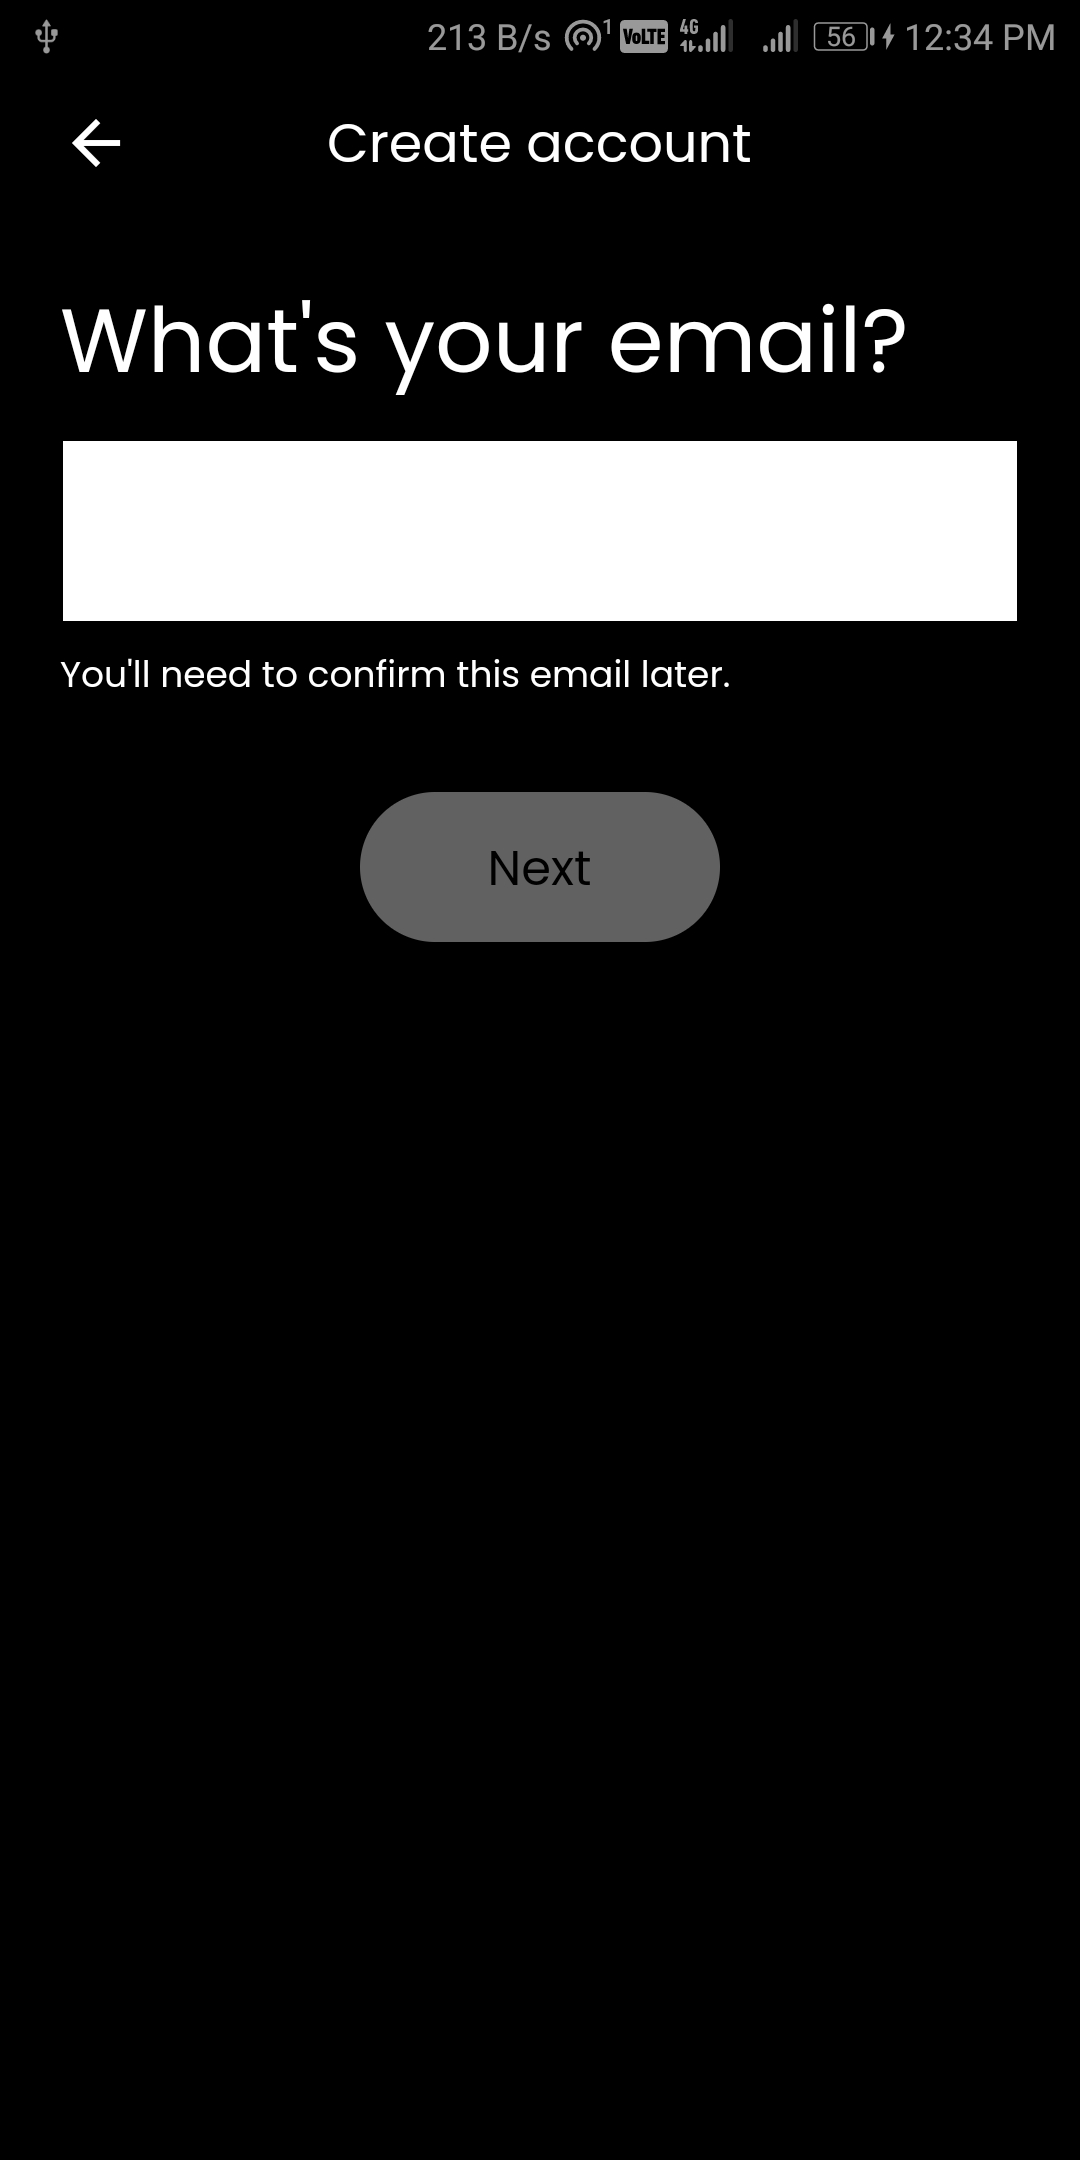 213 B/s 1 VoLTE 4G 56 12:34 PM
Create account
What's your email?
You'll need to confirm this email later.
Next